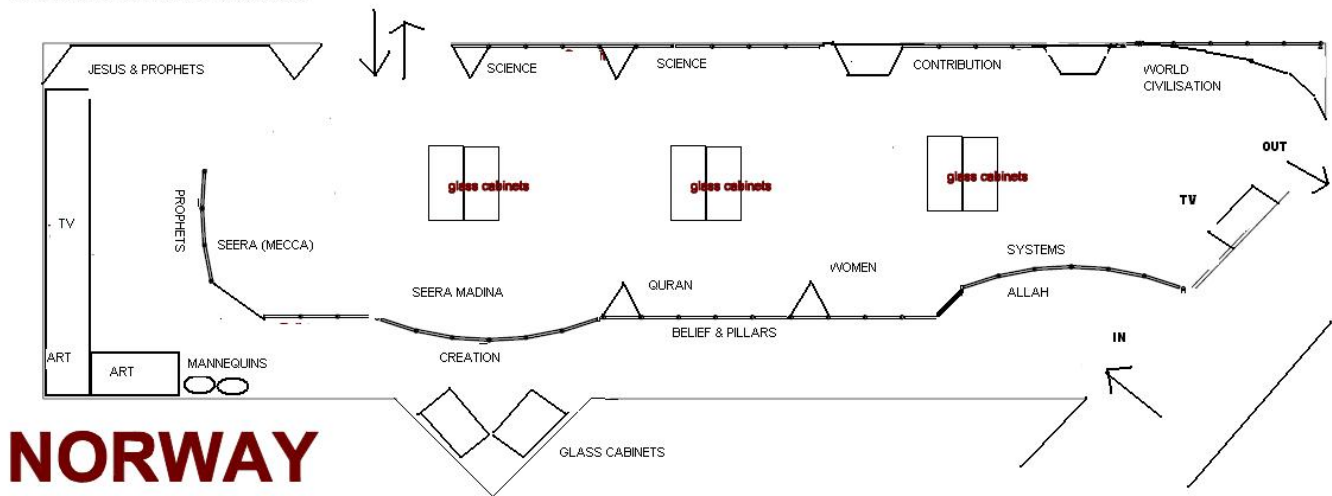 JESUS & PROPHETS
SCIENCE
SCIENCE
CONTRIBUTION
WORLD
CIVILISATION
OUT
glass cabinets
glass cabinets
glass cabinets
TV
PROPHETS
TV
SEERA (MECCA)
SYSTEMS
WOMEN
QURAN
SEERA MADINA
ALLAH
BELIEF & PILLARS
IN
CREATION
ART
ART
MANNEQUINS
GLASS CABINETS
NORWAY